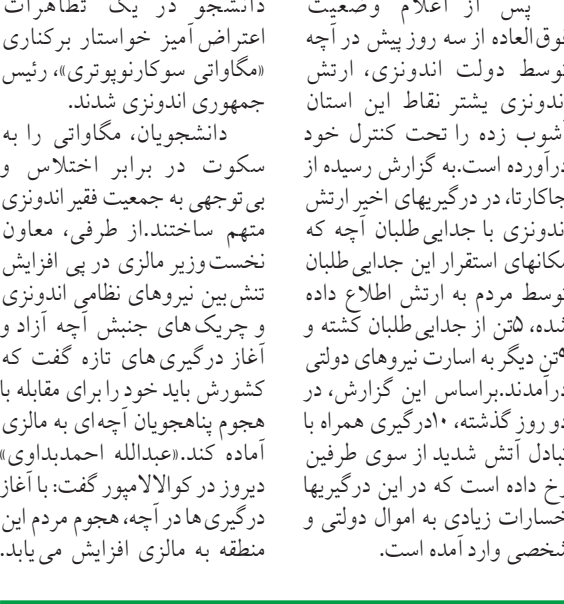 پس از اعلام وضعیت
فوق‌العاده از سه روز پیش در آچه
توسط دولت اندونزی، ارتش
اندونزی یشتر نقاط این استان
آشوب زده را تحت کنترل خود
درآورده است.به گزارش رسیده از
جاکارتا، در درگیریهای اخیر ارتش
اندونزی با جدایی طلبان آچه که
مکانهای استقرار این جدایی طلبان
توسط مردم به ارتش اطلاع داده
شده، ۵تن از جدایی طلبان کشته و
۹تن دیگر به اسارت نیروهای دولتی
درآمدند.براساس این گزارش، در
دو روز گذشته، ۱۰درگیری همراه با
تبادل آتش شدید از سوی طرفین
رخ داده است که در این درگیریها
خسارات زیادی به اموال دولتی و
شخصی وارد آمده است.
دانشجو در یک تظاهرات
اعتراض آمیز خواستار برکناری
«مگاواتی سوکارنوپوتری»، رئیس
جمهوری اندونزی شدند.
دانشجویان، مگاواتی را به
سکوت در برابر اختلاس و
بی‌توجهی به جمعیت فقیر اندونزی
متهم ساختند.از طرفی، معاون
نخست‌وزیر مالزی در پی افزایش
تنش بین نیروهای نظامی اندونزی
و چریک‌های جنبش آچه آزاد و
آغاز درگیری های تازه گفت که
کشورش باید خود را برای مقابله با
هجوم پناهجویان آچه‌ای به مالزی
آماده کند.«عبدالله احمدبداوی»
دیروز در کوالالامپور گفت: با آغاز
درگیری‌ها در آچه، هجوم مردم این
منطقه به مالزی افزایش می‌یابد.